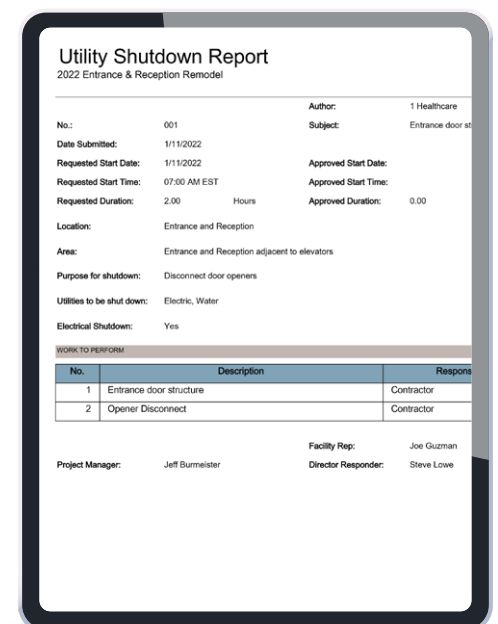 Utility Shutdown Report
2022 Entrance & Reception Remodel
Author: 1 Healthcare
No.: 001 Subject: Entrance door st
Date Submitted: 1/11/2022
Requested Start Date: 1/11/2022 Approved Start Date:
Requested Start Time: 07:00 AM EST Approved Start Time:
Requested Duration: 2.00 Hours Approved Duration: 0.00
Location: Entrance and Reception
Area: Entrance and Reception adjacent to elevators
Purpose for shutdown: Disconnect door openers
Utilities to be shut down: Electric, Water
Electrical Shutdown: Yes
WORK TO PERFORM
No. Description Respons
1 Entrance door structure Contractor
2 Opener Disconnect Contractor
Facility Rep: Joe Guzman
Project Manager: Jeff Burmeister Director Responder: Steve Lowe